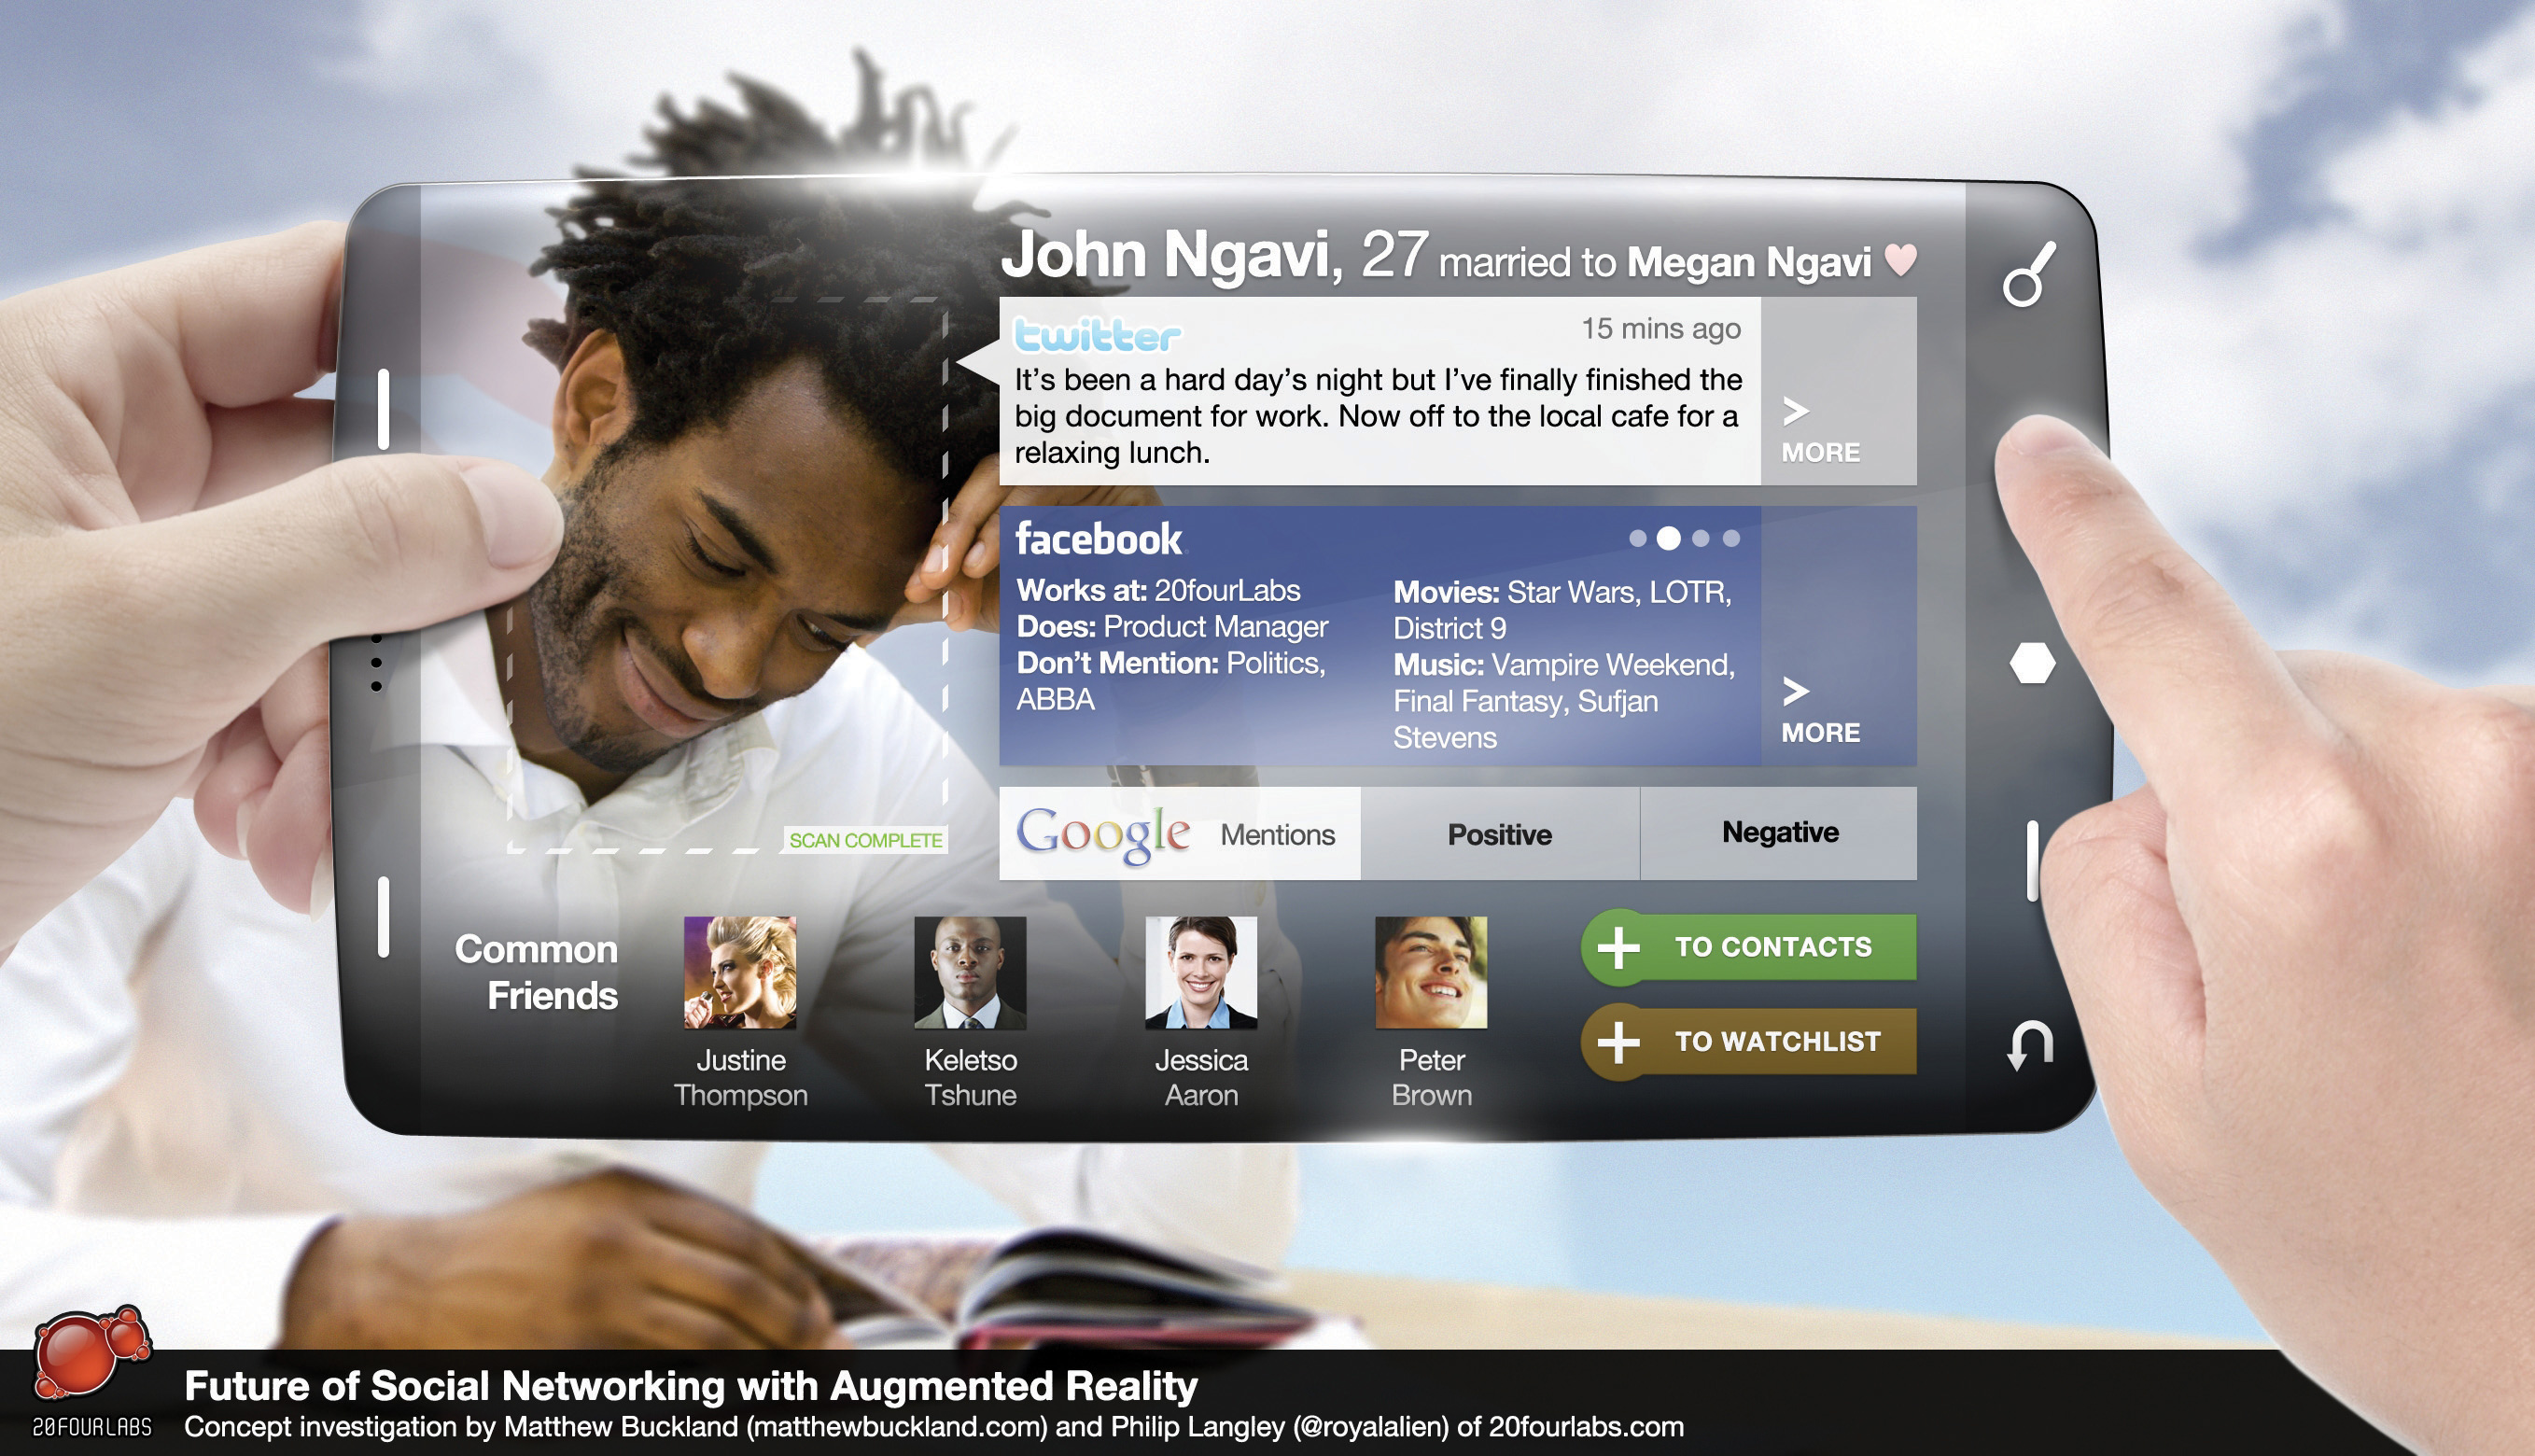 John Ngavi, 27 married to Megan Ngavi
twitter
15 mins ago
It's been a hard day's night but I've finally finished the
big document for work. Now off to the local cafe for a
relaxing lunch.
>
MORE
facebook
Works at: 20fourLabs
Does: Product Manager
Don't Mention: Politics,
ABBA
Movies: Star Wars, LOTR,
District 9
Music: Vampire Weekend,
Final Fantasy, Sufjan
Stevens
>
MORE
SCAN COMPLETE
Google Mentions
Positive
Negative
Common
Friends
Justine
Thompson
Keletso
Tshune
Jessica
Aaron
Peter
Brown
+ TO CONTACTS
+ TO WATCHLIST
20FOURLABS
Future of Social Networking with Augmented Reality
Concept investigation by Matthew Buckland (matthewbuckland.com) and Philip Langley (@royalalien) of 20fourlabs.com